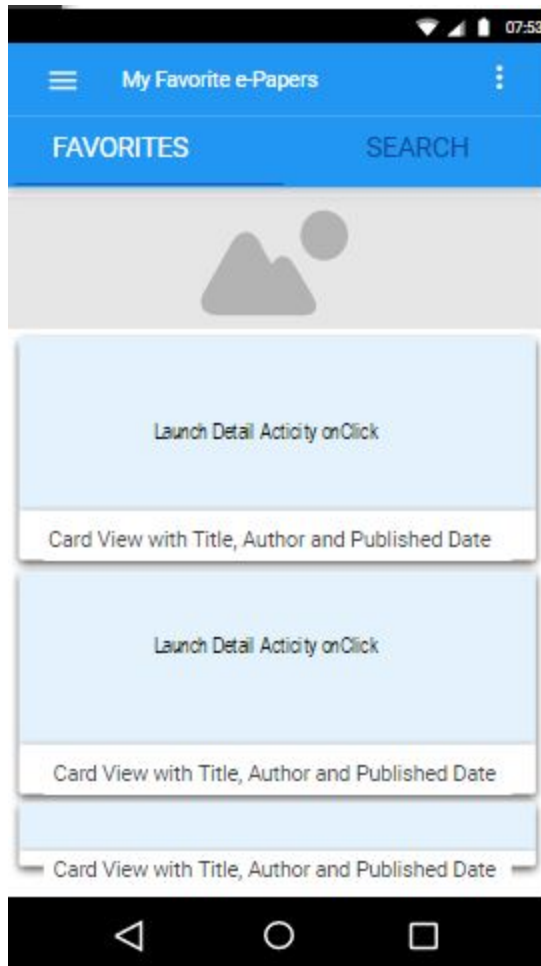 07:53
My Favorite e-Papers
FAVORITES SEARCH
Launch Detail Acticity onClick
Card View with Title, Author and Published Date
Launch Detail Acticity onClick
Card View with Title, Author and Published Date
Card View with Title, Author and Published Date